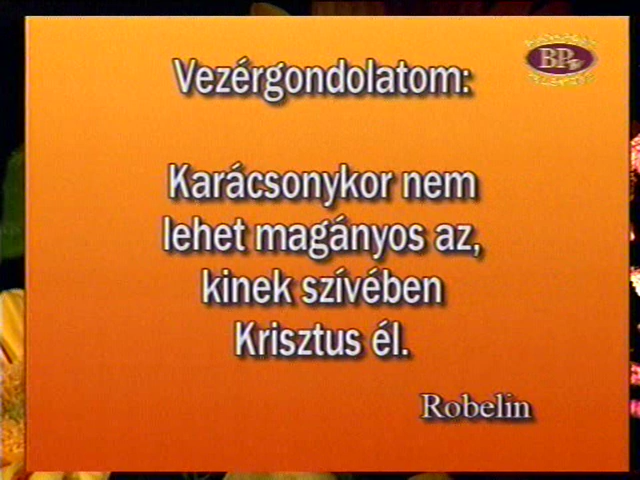 BP
Vezérgondolatom:
Karácsonykor nem
lehet magányos az,
kinek szívében
Krisztus él.
Robelin